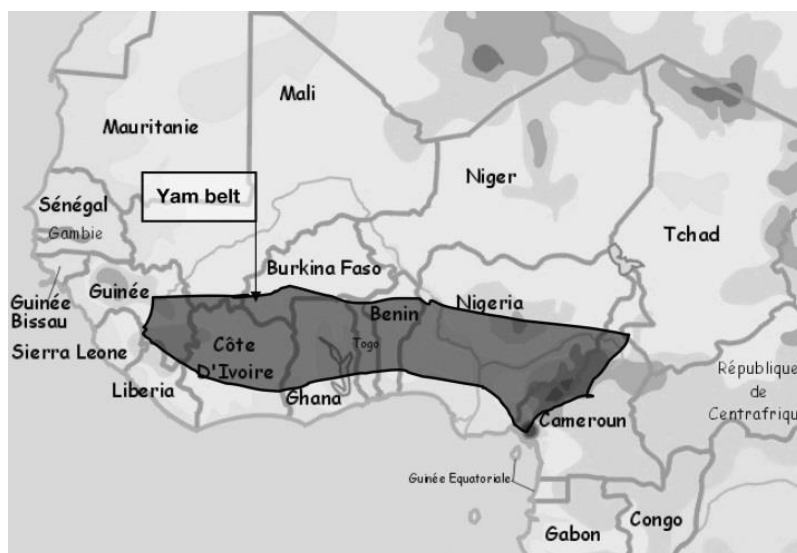 Mali
Mauritanie
Niger
Yam belt
Sénégal
Gambie
Tchad
Burkina Faso
Guinée
Guinée
Bissau
Nigeria
Benin
Sierra Leone
Côte
D'Ivoire
Togo
République
de
Centrafrique
Liberia
Ghana
Cameroun
Guinée Equatoriale
Gabon
Congo